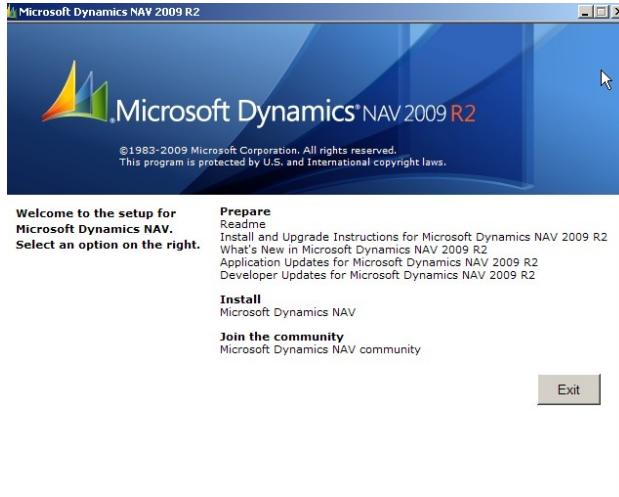 Microsoft Dynamics NAV 2009 R2
Microsoft Dynamics® NAV 2009 R2
©1983-2009 Microsoft Corporation. All rights reserved.
This program is protected by U.S. and International copyright laws.
Welcome to the setup for
Microsoft Dynamics NAV.
Select an option on the right.
Prepare
Readme
Install and Upgrade Instructions for Microsoft Dynamics NAV 2009 R2
What's New in Microsoft Dynamics NAV 2009 R2
Application Updates for Microsoft Dynamics NAV 2009 R2
Developer Updates for Microsoft Dynamics NAV 2009 R2
Install
Microsoft Dynamics NAV
Join the community
Microsoft Dynamics NAV community
Exit